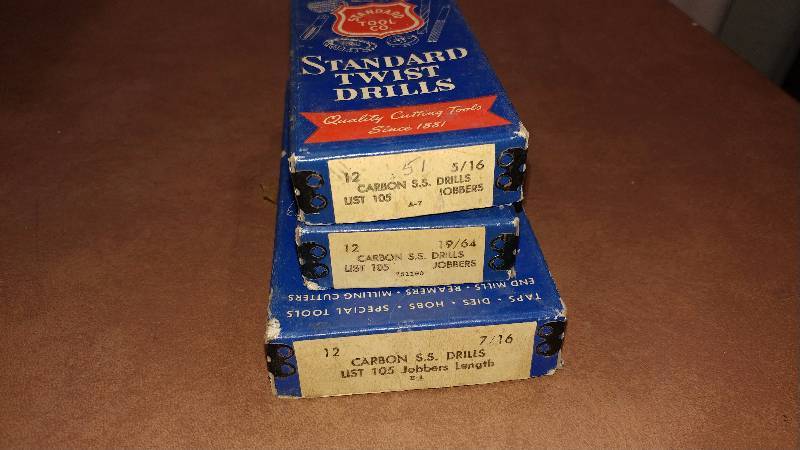 STANDARD
TOOL
CO
STANDARD
TWIST
DRILLS
Quality Cutting Tools
Since 1881
12 51 5/16
CARBON S.S. DRILLS
LIST 105 JOBBERS
A-7
12 19/64
CARBON S.S. DRILLS
LIST 105 JOBBERS
TAPS · DIES · HOBS · SPECIAL TOOLS
END MILLS · REAMERS · MILLING CUTTERS
12 7/16
CARBON S.S. DRILLS
LIST 105 Jobbers Length